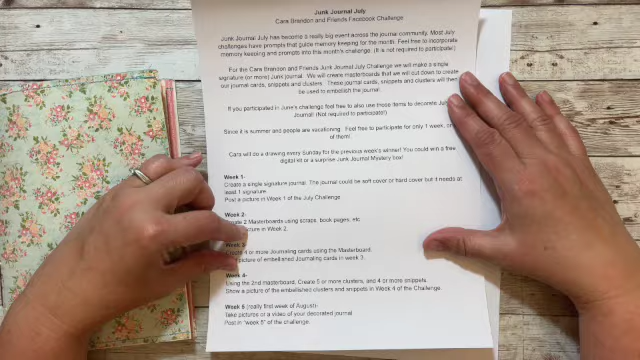 Junk Journal July
Cara Brandon and Friends Facebook Challenge
Junk Journal July has become a really big event across the journal community. Most July
challenges have prompts that guide memory keeping for the month. Feel free to incorporate
memory keeping and prompts into this month's challenge. (It is not required to participate!)
For the Cara Brandon and Friends Junk Journal July Challenge we will make a single
signature (or more) Junk journal. We will create masterboards that we will cut down to create
our journal cards, snippets and clusters. These journal cards, snippets and clusters will then
be used to embellish the journal!
If you participated in June's challenge feel free to also use those items to decorate July
Journal! (Not required to participate!)
Since it is summer and people are vacationing. Feel free to participate for only 1 week,
of them!
Cara will do a drawing every Sunday for the previous week's winner! You could win a free
digital kit or a surprise Junk Journal Mystery box!
Week 1-
Create a single signature journal. The journal could be soft cover or hard cover but it needs at
least 1 signature.
Post a picture in Week 1 of the July Challenge
Week 2-
Create 2 Masterboards using scraps, book pages, etc
in Week 2.
Week 3-
Create 4 or more Journaling cards using the Masterboard.
picture of embellished Journaling cards in week 3.
Week 4-
Using the 2nd masterboard, Create 5 or more clusters, and 4 or more snippets
Show a picture of the embellished clusters and snippets in Week 4 of the Challenge.
Week 5 (really first week of August)-
Take pictures or a video of your decorated journal
Post in "week 5" of the challenge.